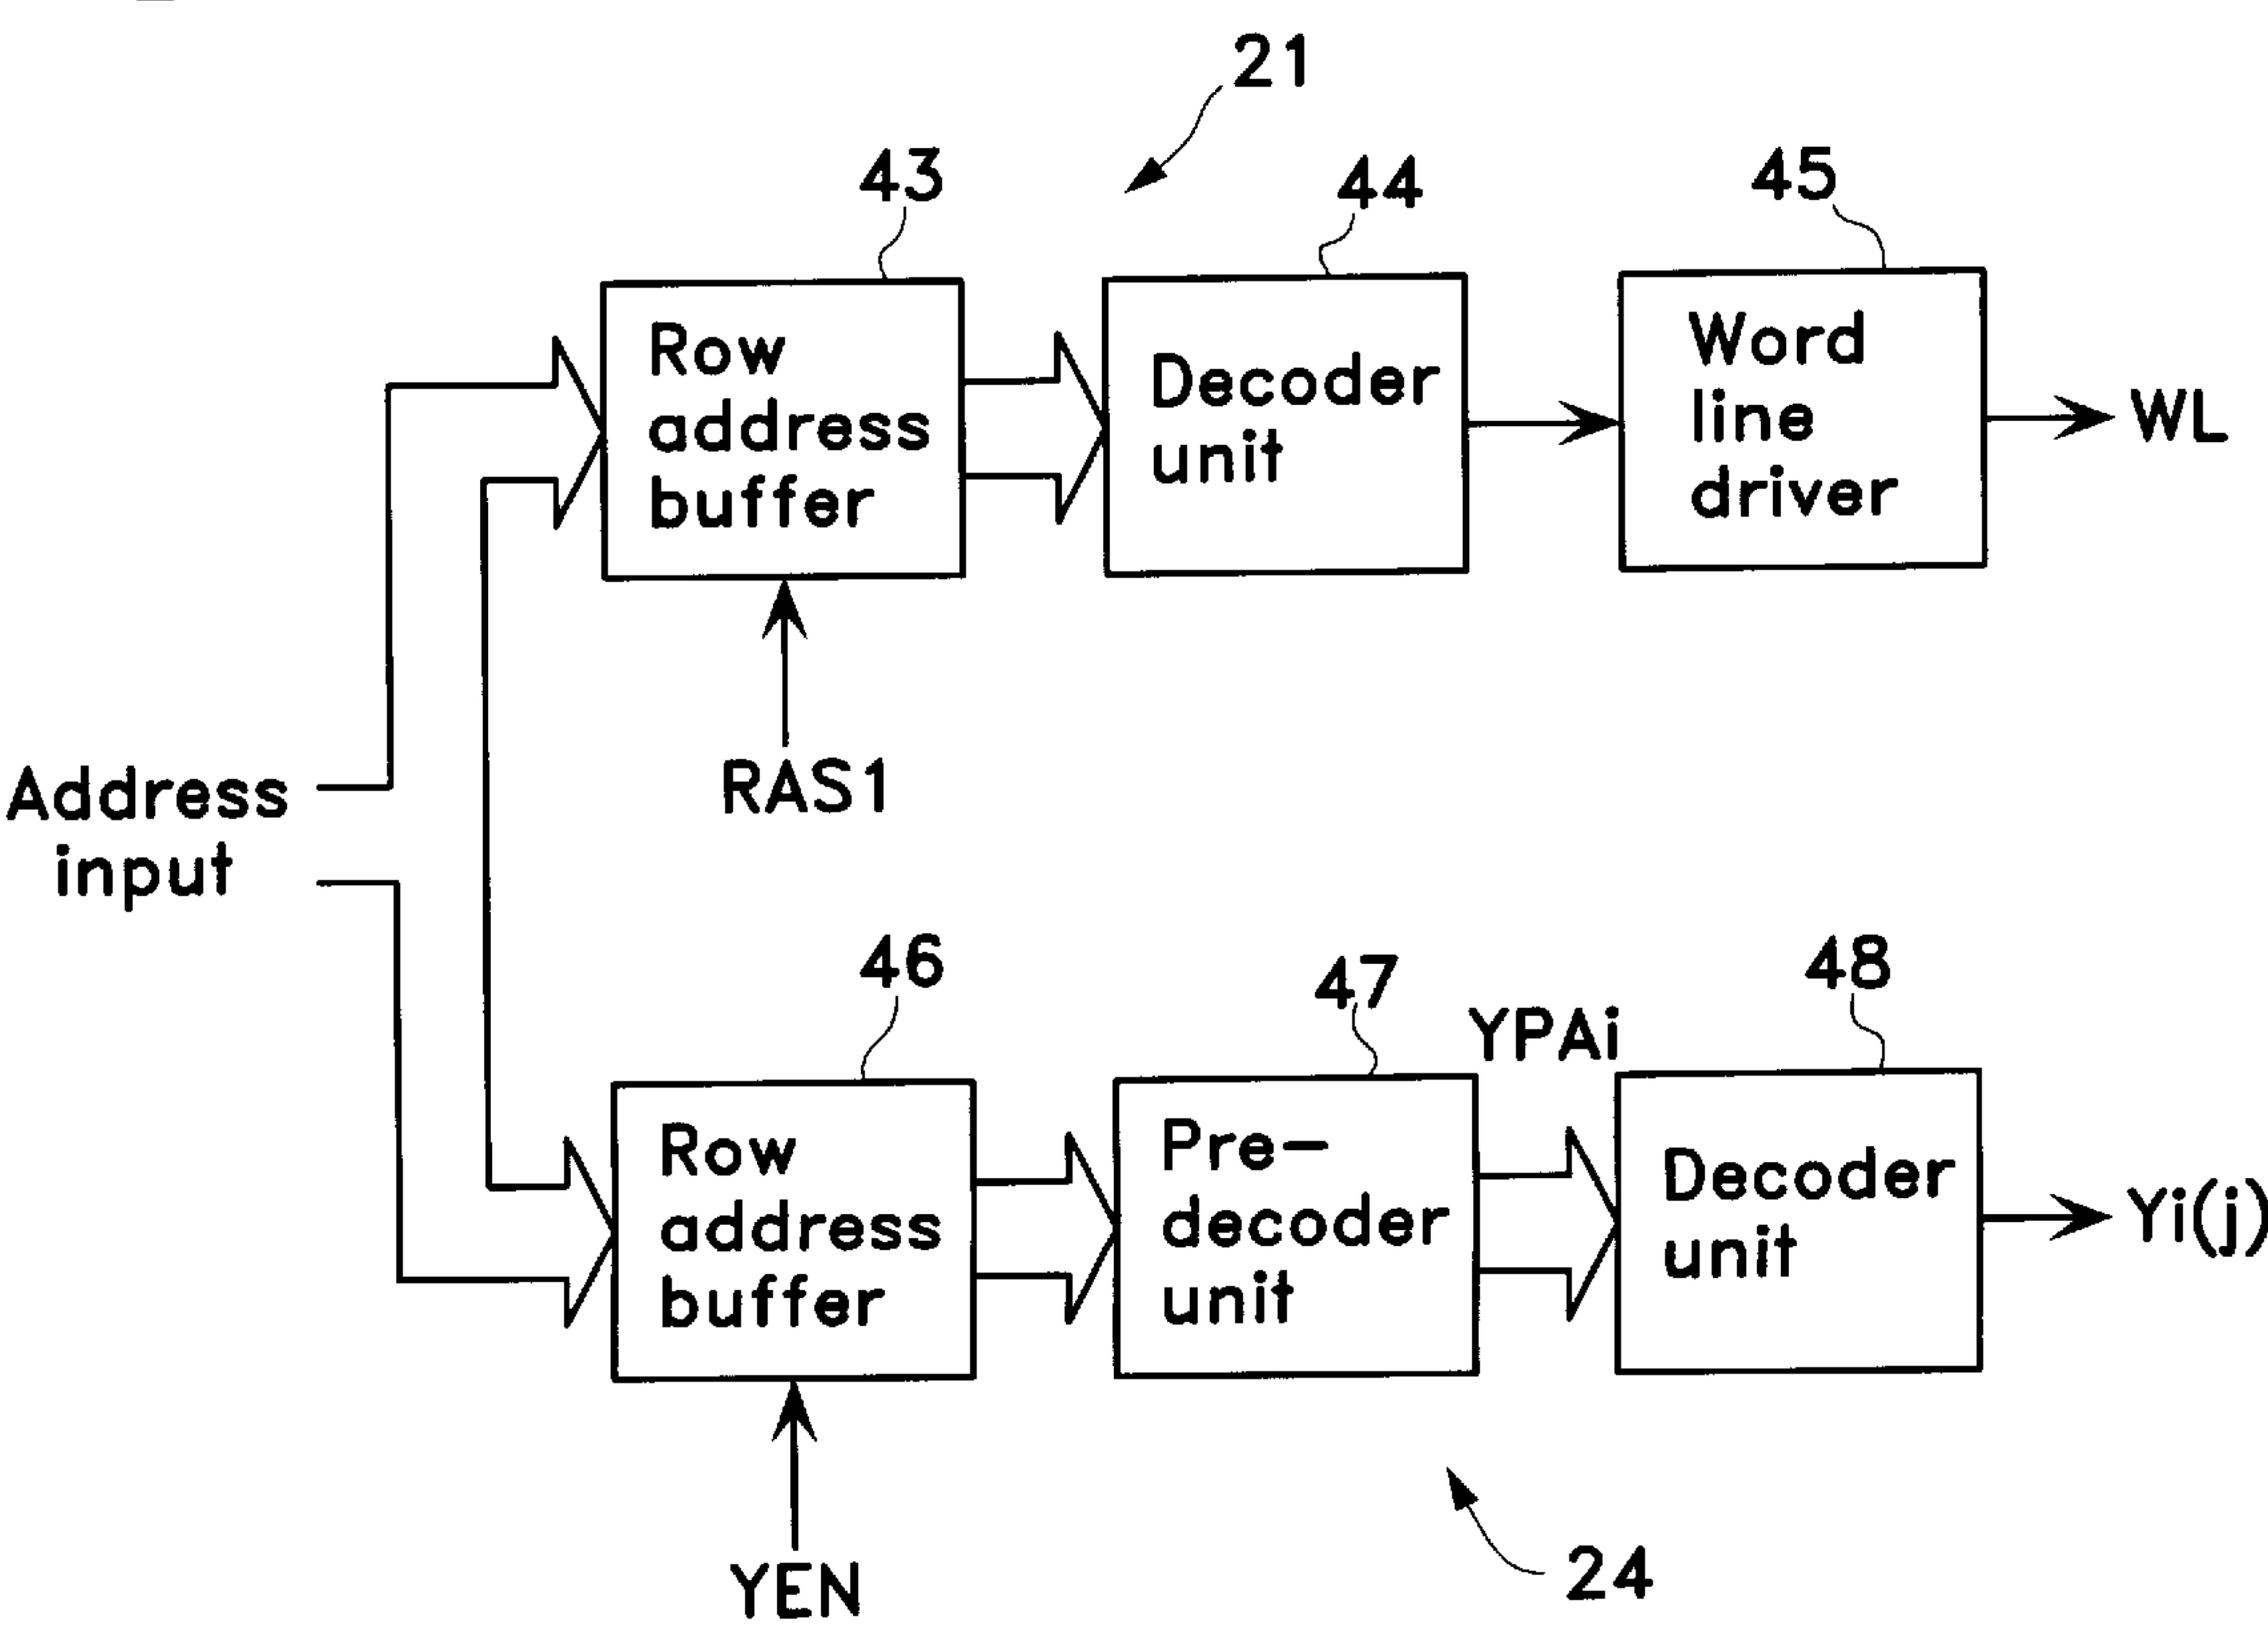 21
43
44
45
Row
address
buffer
Decoder
unit
Word
line
driver
WL
RAS1
Address
input
46
47
YPAi
48
Row
address
buffer
Pre-
decoder
unit
Decoder
unit
Yi(j)
YEN
24